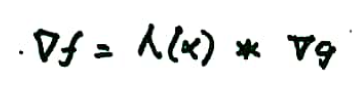 ∇f = λ(x) * ∇g